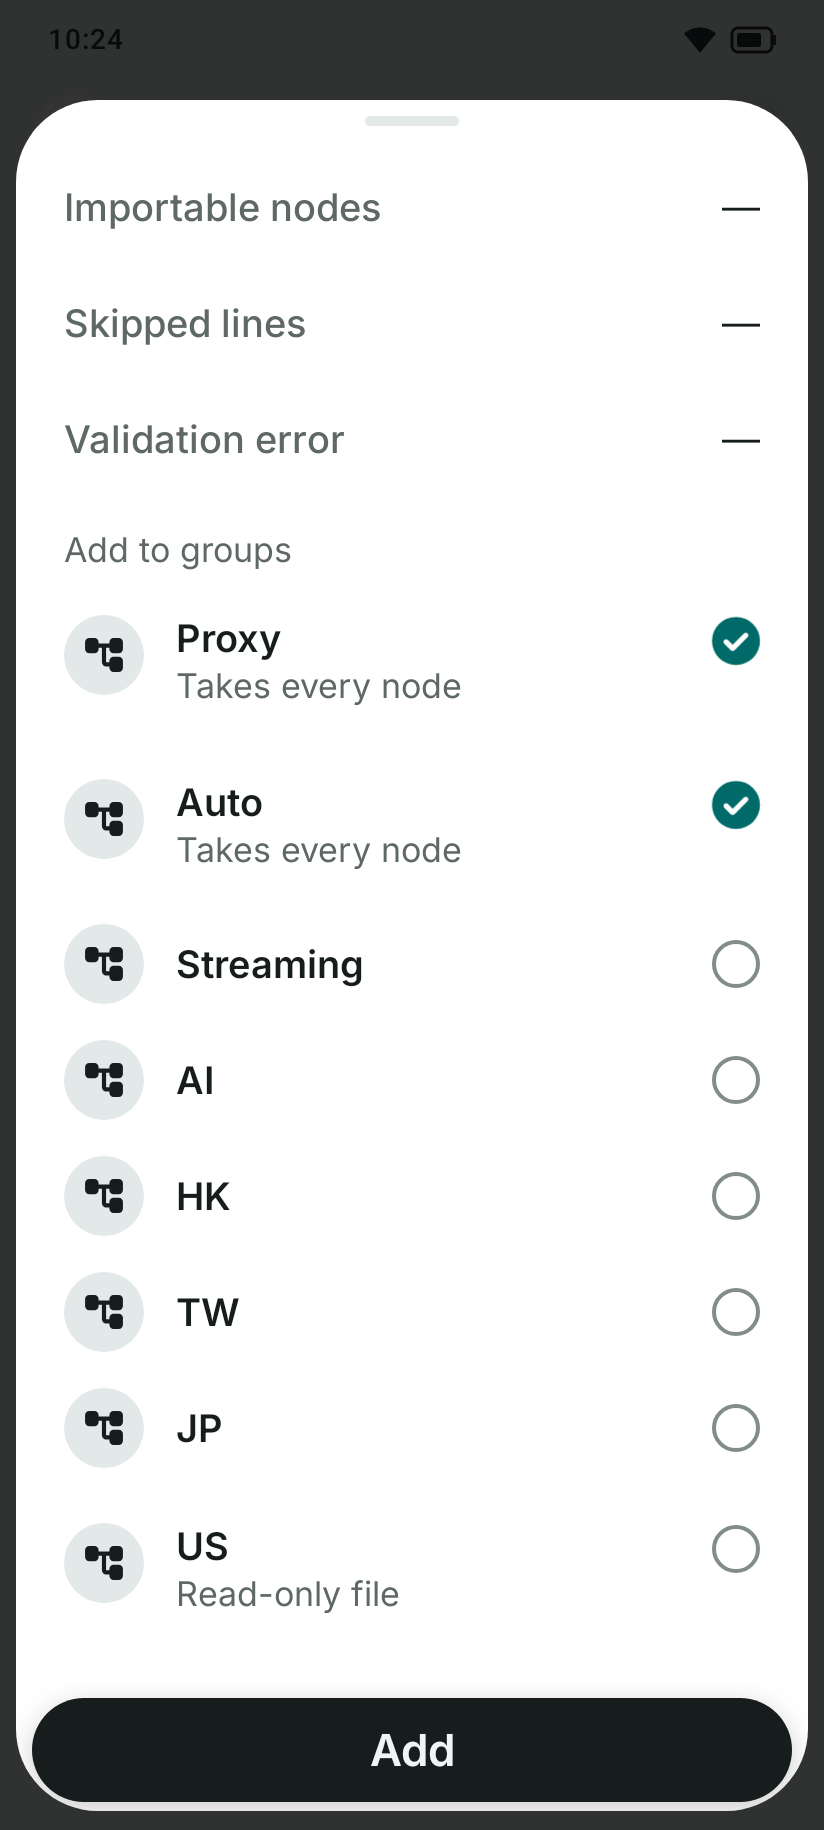 10:24
Importable nodes —
Skipped lines —
Validation error —
Add to groups
Proxy
Takes every node
Auto
Takes every node
Streaming
AI
HK
TW
JP
US
Read-only file
Add